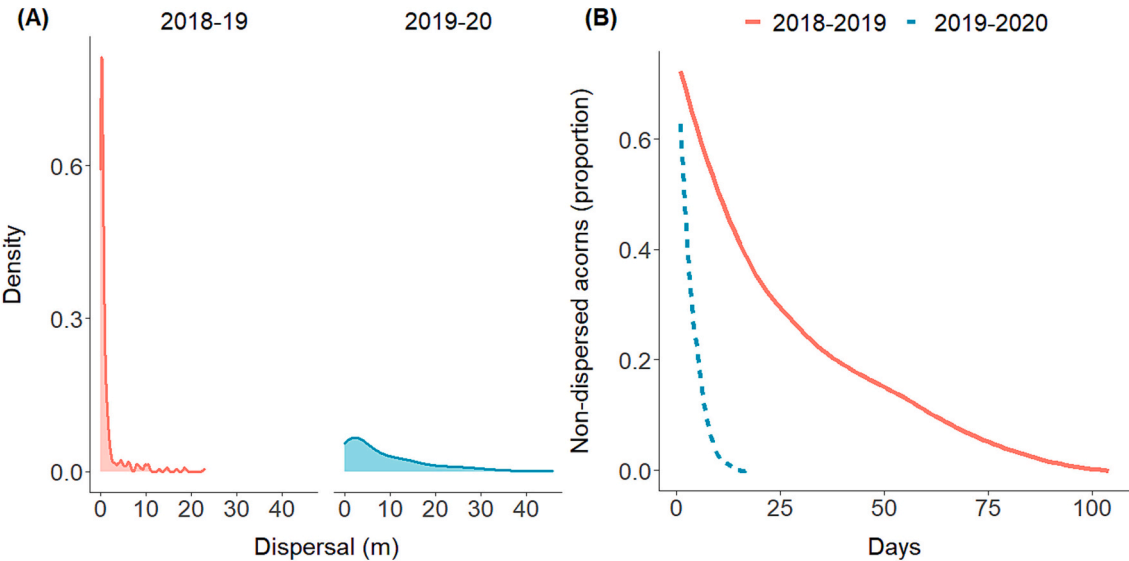 (A)
2018-19
2019-20
Density
0.6
0.3
0.0
0 10 20 30 40
0 10 20 30 40
Dispersal (m)
(B)
2018-2019 2019-2020
Non-dispersed acorns (proportion)
0.6
0.4
0.2
0.0
0 25 50 75 100
Days